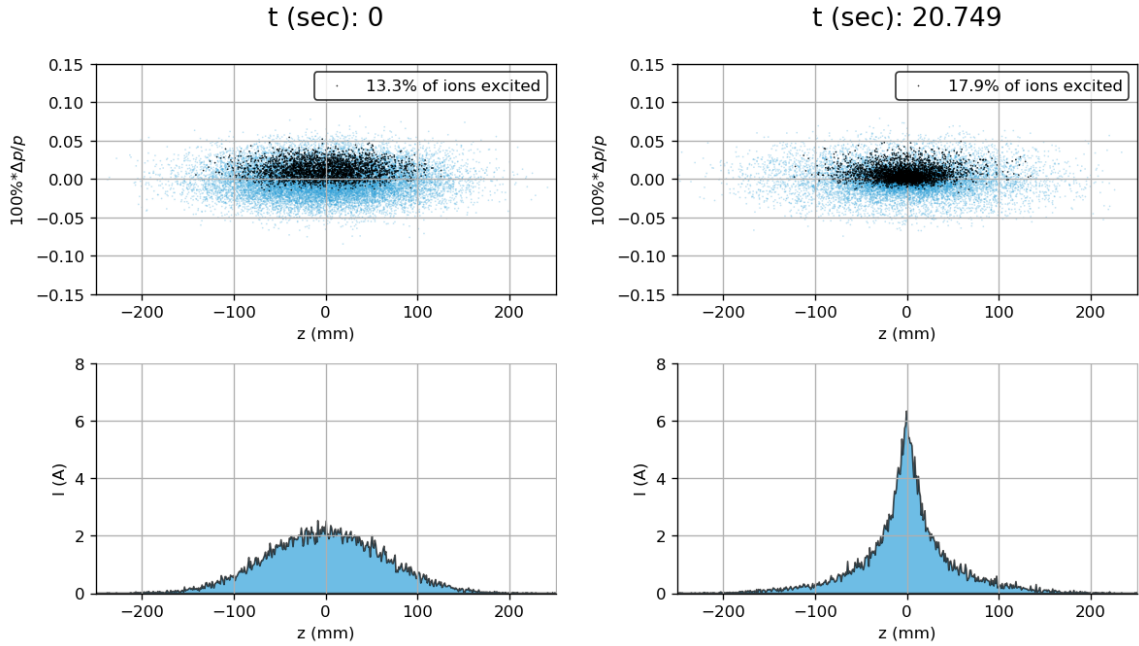 t (sec): 0
t (sec): 20.749
0.15
0.10
0.05
0.00
−0.05
−0.10
−0.15
100%*Δp/p
13.3% of ions excited
−200 −100 0 100 200
z (mm)
0.15
0.10
0.05
0.00
−0.05
−0.10
−0.15
100%*Δp/p
17.9% of ions excited
−200 −100 0 100 200
z (mm)
8
6
4
2
0
I (A)
−200 −100 0 100 200
z (mm)
8
6
4
2
0
I (A)
−200 −100 0 100 200
z (mm)